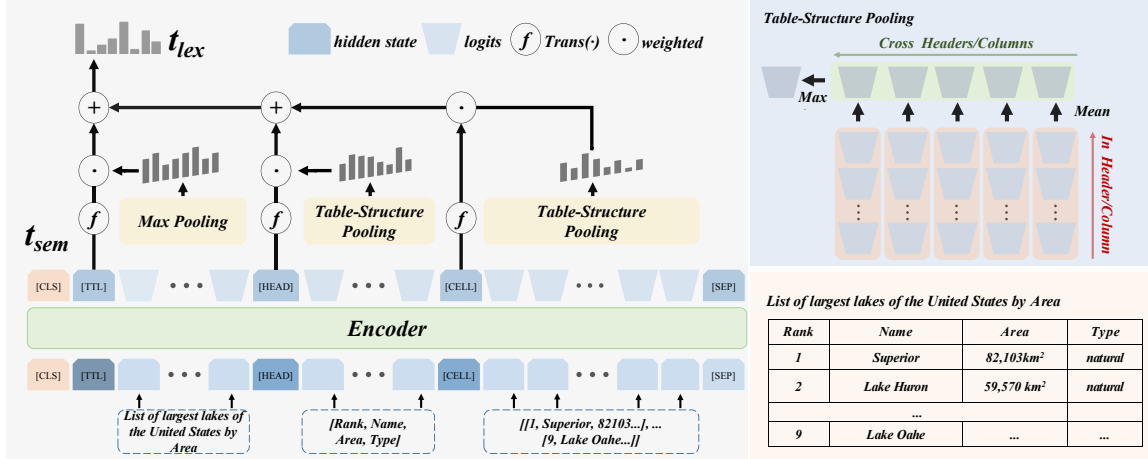 t_lex
hidden state
logits
f
Trans(·)
·
weighted
+
+
·
·
·
f
Max Pooling
f
Table-Structure
Pooling
f
Table-Structure
Pooling
t_sem
[CLS] [TTL] ••• [HEAD] ••• [CELL] ••• [SEP]
Encoder
[CLS] [TTL] ••• [HEAD] ••• [CELL] ••• [SEP]
List of largest lakes of
the United States by
Area
[Rank, Name,
Area, Type]
[[1, Superior, 82103...], ...
[9, Lake Oahe...]]
Table-Structure Pooling
Cross Headers/Columns
Max
Mean
In Header/Column
List of largest lakes of the United States by Area
Rank Name Area Type
1 Superior 82,103km² natural
2 Lake Huron 59,570 km² natural
...
9 Lake Oahe ... ...